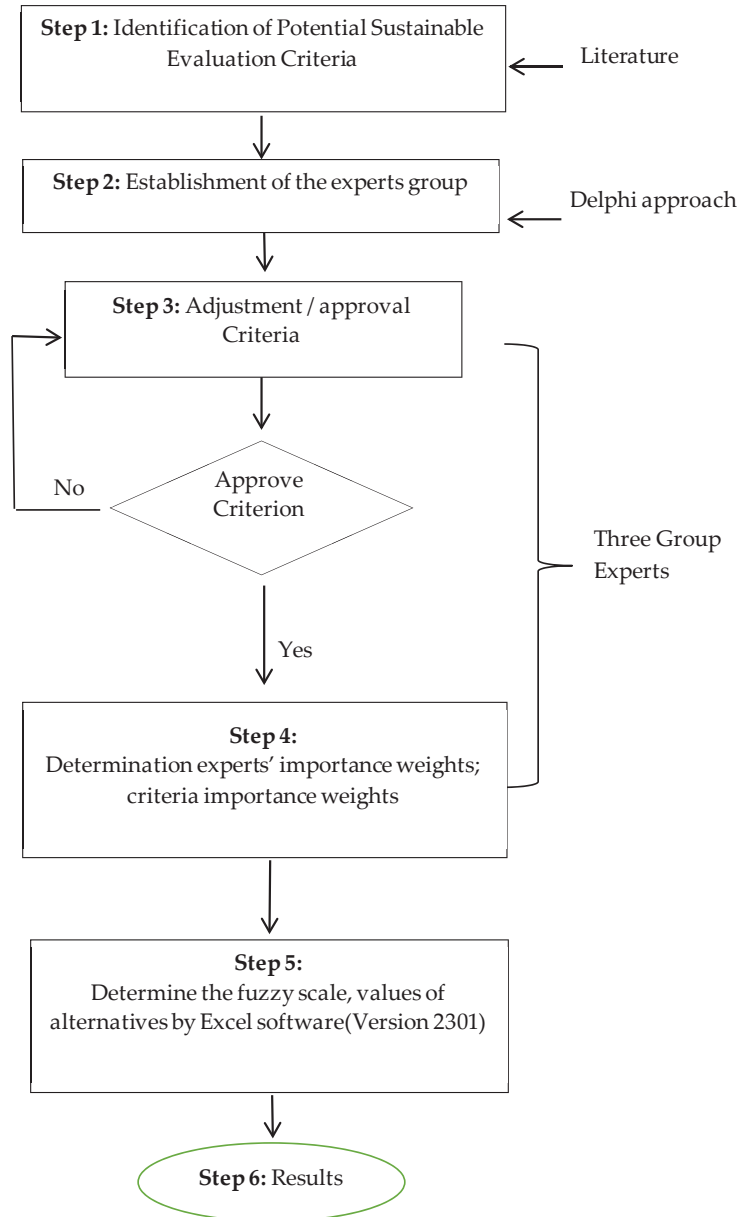 Step 1: Identification of Potential Sustainable
Evaluation Criteria
Literature
Step 2: Establishment of the experts group
Delphi approach
Step 3: Adjustment / approval
Criteria
Approve
Criterion
No
Three Group
Experts
Yes
Step 4:
Determination experts’ importance weights;
criteria importance weights
Step 5:
Determine the fuzzy scale, values of
alternatives by Excel software(Version 2301)
Step 6: Results